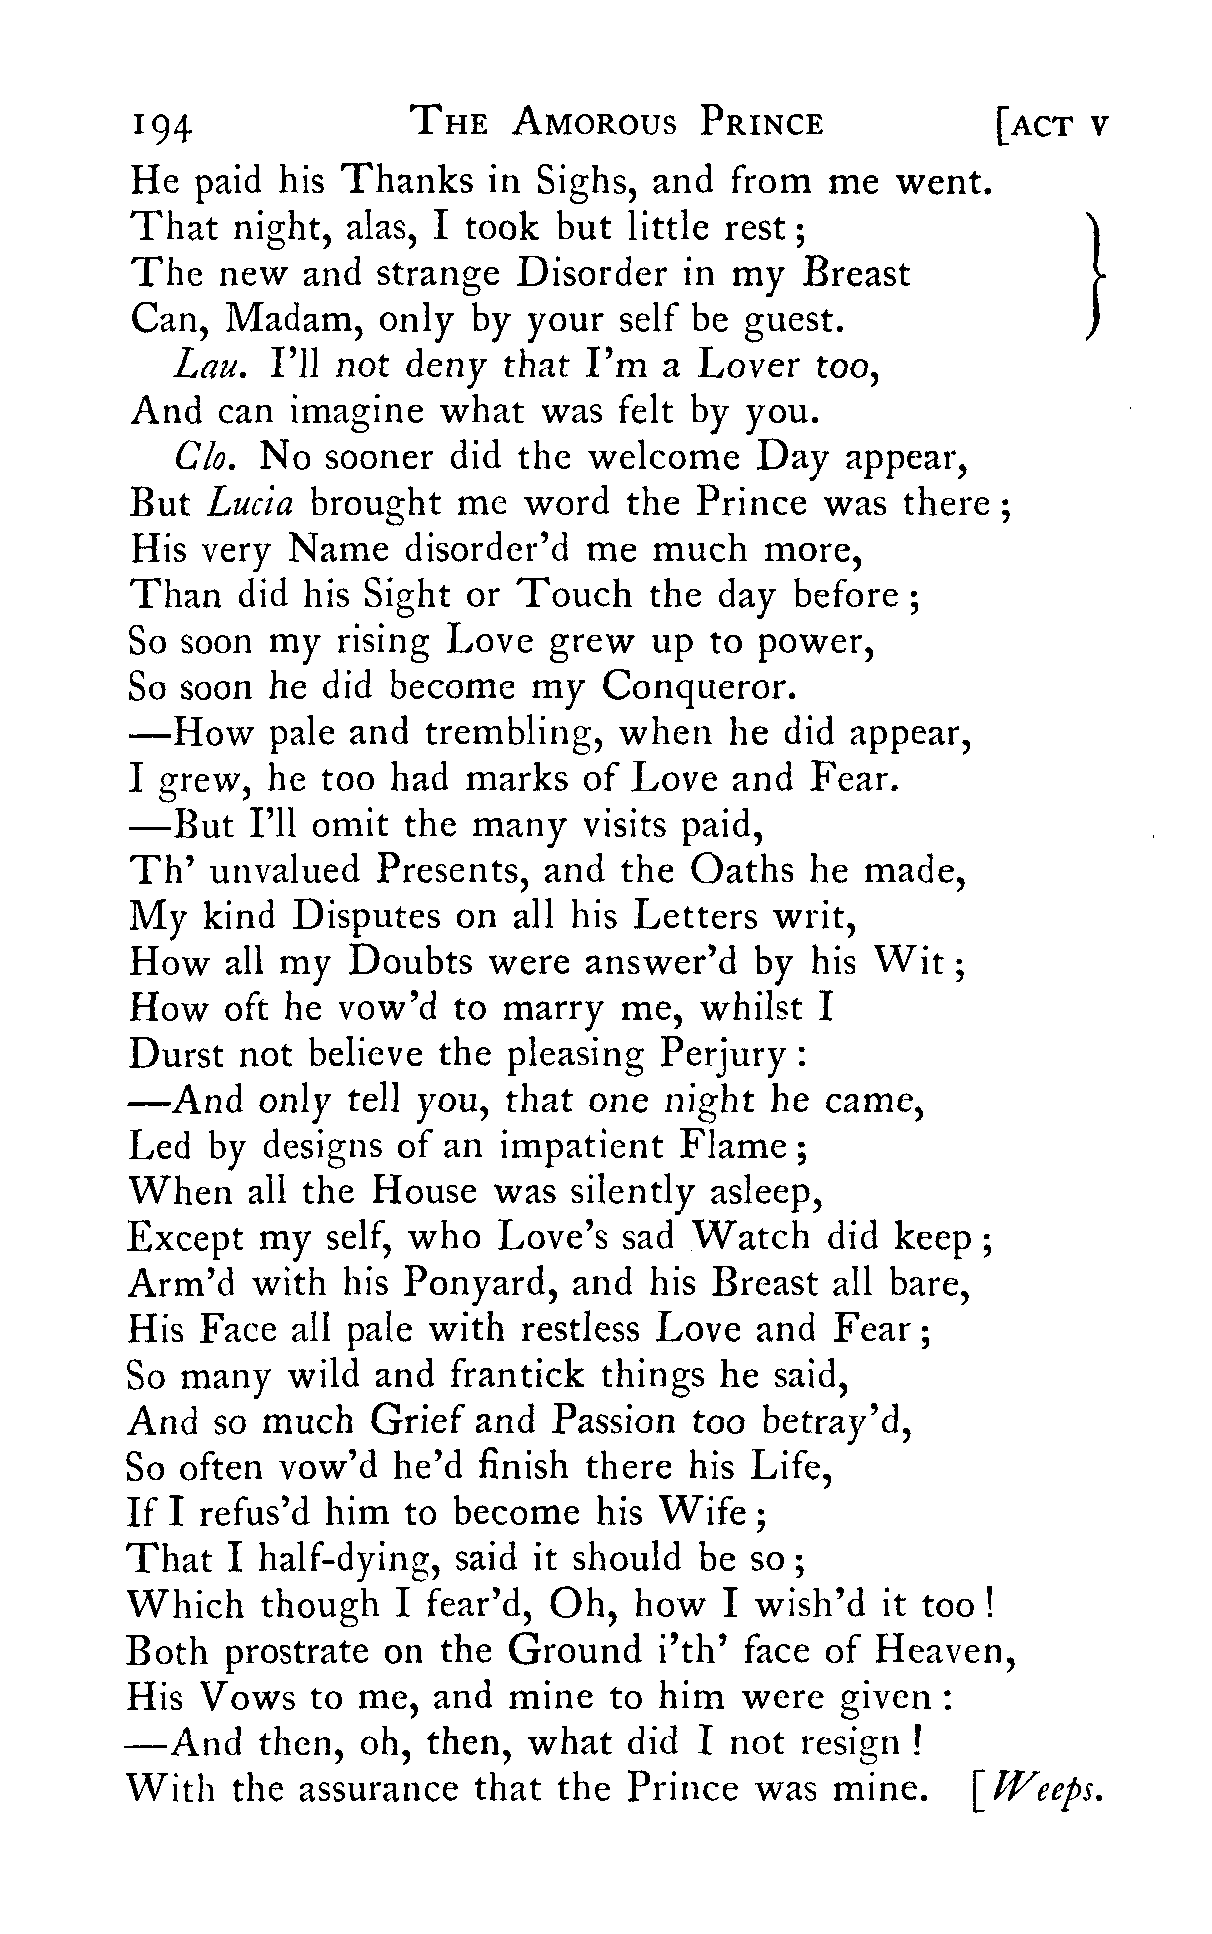 194 THE AMOROUS PRINCE [ACT V
He paid his Thanks in Sighs, and from me went.
That night, alas, I took but little rest;
The new and strange Disorder in my Breast
Can, Madam, only by your self be guest.
Lau. I'll not deny that I'm a Lover too,
And can imagine what was felt by you.
Clo. No sooner did the welcome Day appear,
But Lucia brought me word the Prince was there;
His very Name disorder'd me much more,
Than did his Sight or Touch the day before;
So soon my rising Love grew up to power,
So soon he did become my Conqueror.
—How pale and trembling, when he did appear,
I grew, he too had marks of Love and Fear.
—But I'll omit the many visits paid,
Th' unvalued Presents, and the Oaths he made,
My kind Disputes on all his Letters writ,
How all my Doubts were answer'd by his Wit;
How oft he vow'd to marry me, whilst I
Durst not believe the pleasing Perjury:
—And only tell you, that one night he came,
Led by designs of an impatient Flame;
When all the House was silently asleep,
Except my self, who Love's sad Watch did keep;
Arm'd with his Ponyard, and his Breast all bare,
His Face all pale with restless Love and Fear;
So many wild and frantick things he said,
And so much Grief and Passion too betray'd,
So often vow'd he'd finish there his Life,
If I refus'd him to become his Wife;
That I half-dying, said it should be so;
Which though I fear'd, Oh, how I wish'd it too!
Both prostrate on the Ground i'th' face of Heaven,
His Vows to me, and mine to him were given:
—And then, oh, then, what did I not resign!
With the assurance that the Prince was mine. [Weeps.